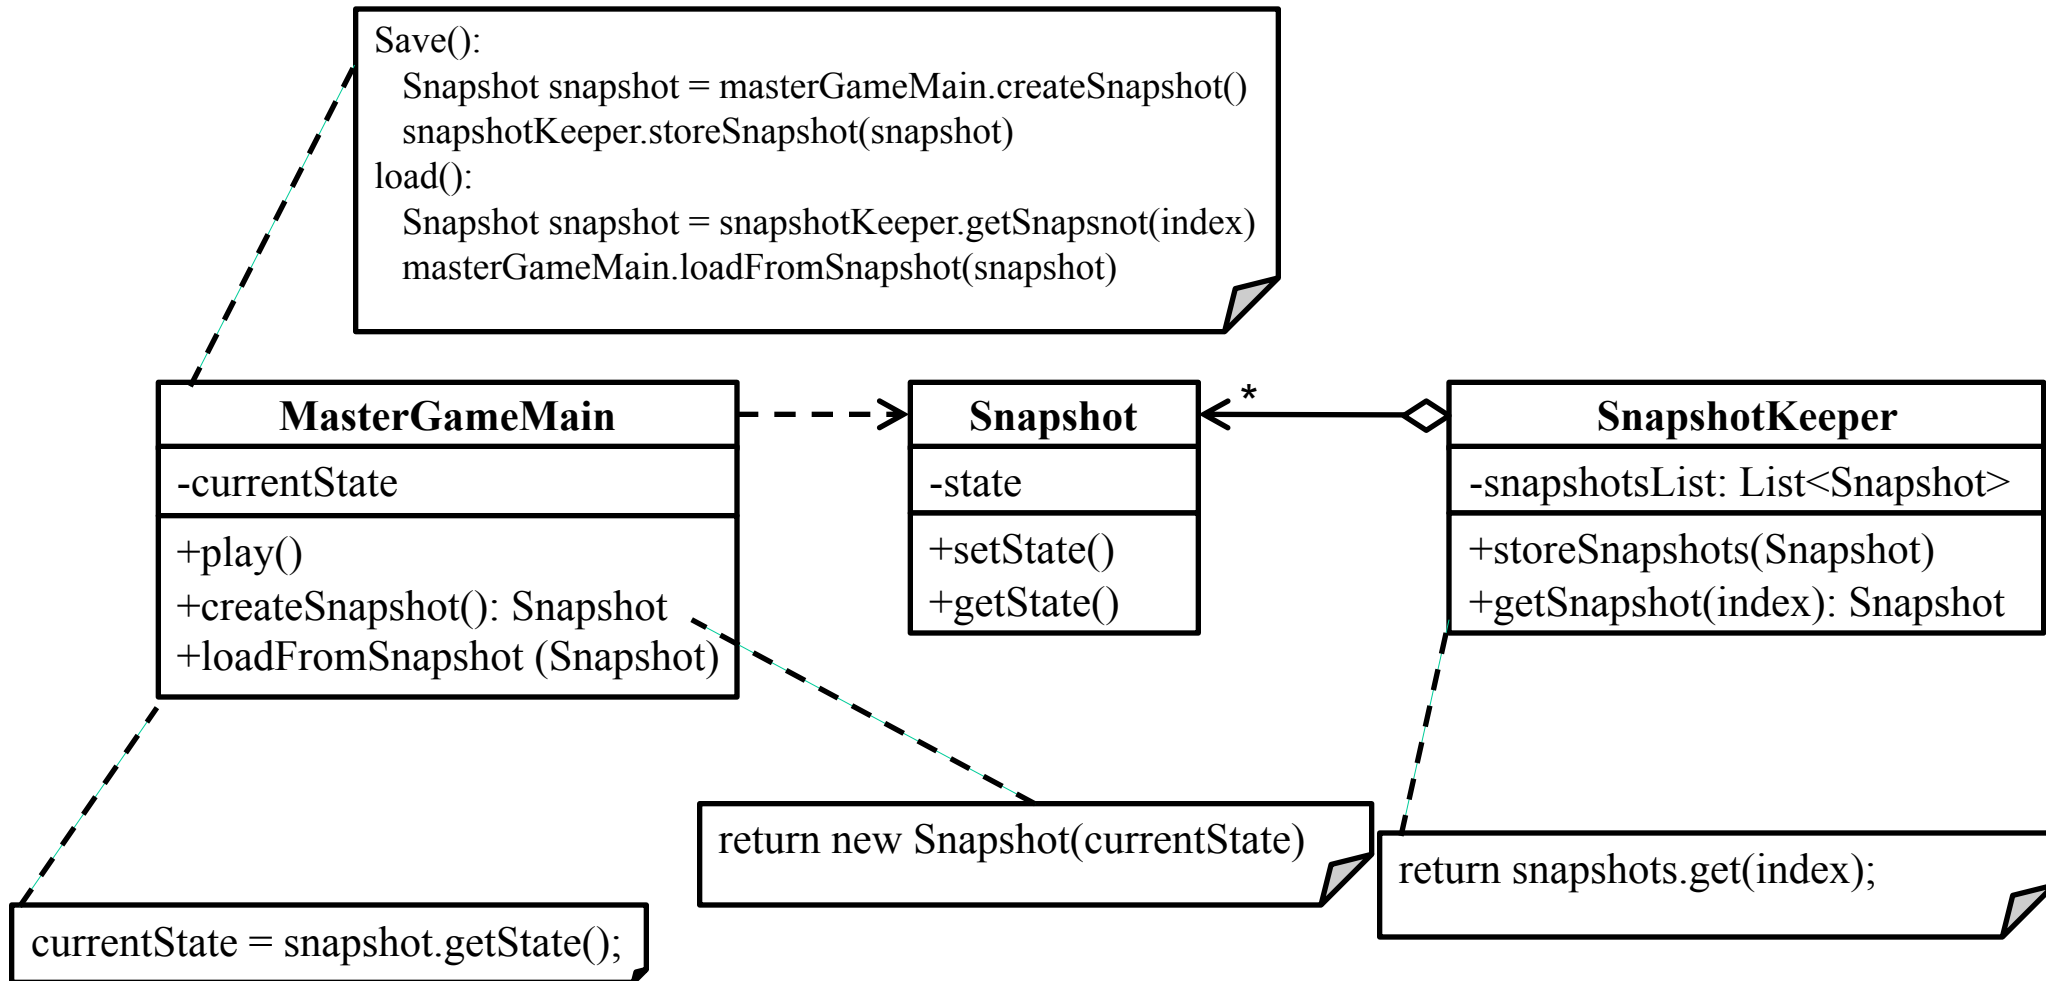 Save():
Snapshot snapshot = masterGameMain.createSnapshot()
snapshotKeeper.storeSnapshot(snapshot)
load():
Snapshot snapshot = snapshotKeeper.getSnapsnot(index)
masterGameMain.loadFromSnapshot(snapshot)
MasterGameMain
-currentState
+play()
+createSnapshot(): Snapshot
+loadFromSnapshot (Snapshot)
Snapshot
-state
+setState()
+getState()
*
SnapshotKeeper
-snapshotsList: List<Snapshot>
+storeSnapshots(Snapshot)
+getSnapshot(index): Snapshot
return new Snapshot(currentState)
return snapshots.get(index);
currentState = snapshot.getState();